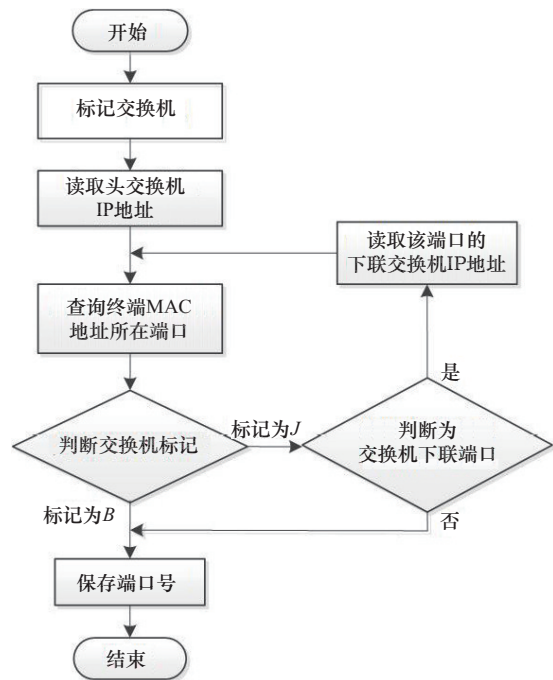 开始
标记交换机
读取头交换机
IP地址
读取该端口的
下联交换机IP地址
查询终端MAC
地址所在端口
是
判断交换机标记
标记为J
判断为
交换机下联端口
标记为B
否
保存端口号
结束